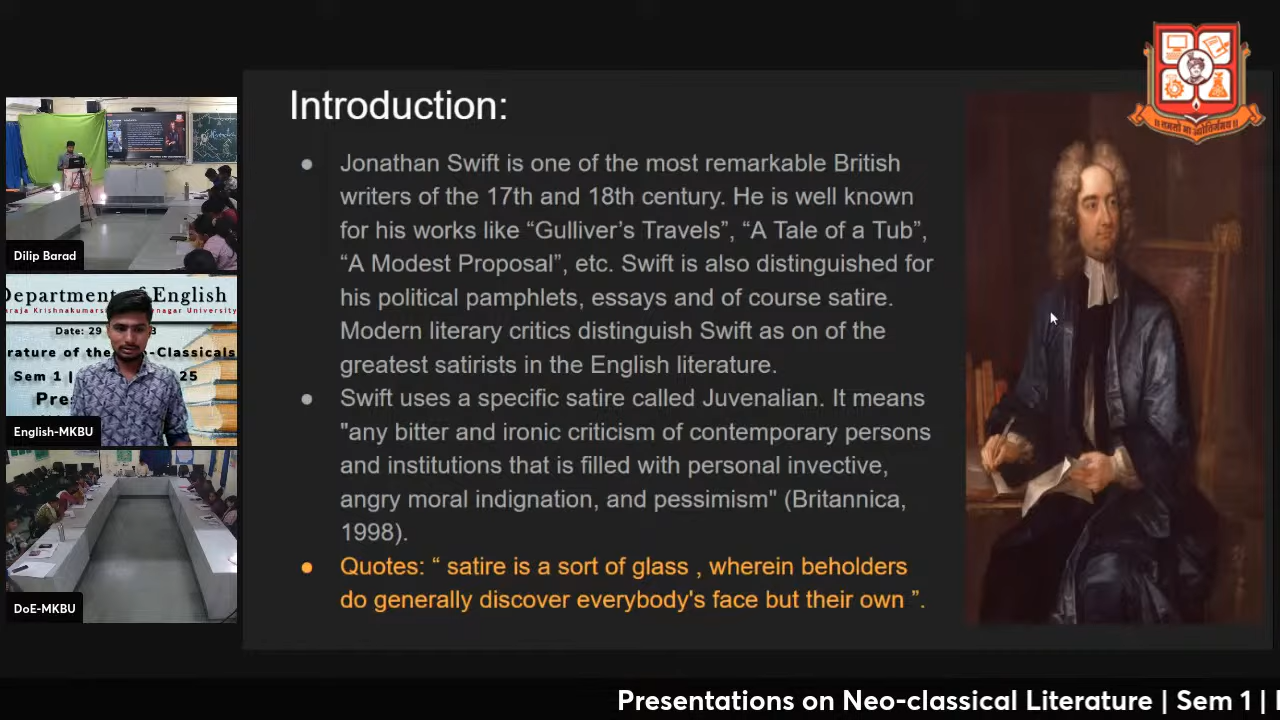 Introduction:
● Jonathan Swift is one of the most remarkable British
writers of the 17th and 18th century. He is well known
for his works like “Gulliver’s Travels”, “A Tale of a Tub”,
“A Modest Proposal”, etc. Swift is also distinguished for
his political pamphlets, essays and of course satire.
Modern literary critics distinguish Swift as on of the
greatest satirists in the English literature.
● Swift uses a specific satire called Juvenalian. It means
"any bitter and ironic criticism of contemporary persons
and institutions that is filled with personal invective,
angry moral indignation, and pessimism" (Britannica,
1998).
● Quotes: “ satire is a sort of glass , wherein beholders
do generally discover everybody's face but their own ”.
Dilip Barad
Department of English
Date: 29
Sem 1 |
25
English-MKBU
DoE-MKBU
Presentations on Neo-classical Literature | Sem 1 |